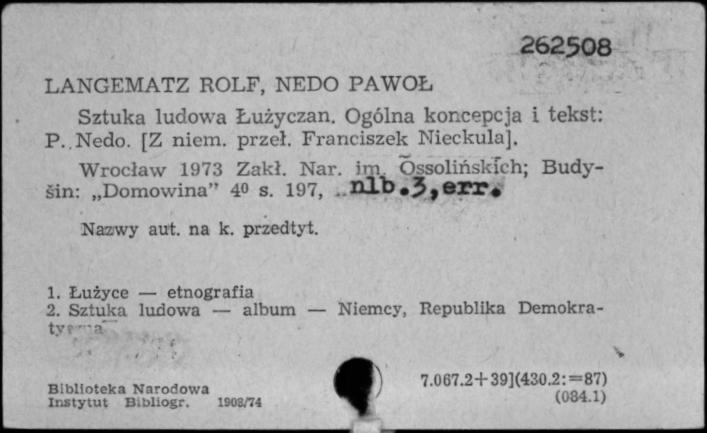 262508
LANGEMATZ ROLF, NEDO PAWOŁ
Sztuka ludowa Łużyczan. Ogólna koncepcja i tekst:
P. Nedo. [Z niem. przeł. Franciszek Nieckula].
Wrocław 1973 Zakł. Nar. im. Ossolińskich; Budy-
šin: „Domowina” 4⁰ s. 197, nlb.3,err.
Nazwy aut. na k. przedtyt.
1. Łużyce — etnografia
2. Sztuka ludowa — album — Niemcy, Republika Demokra-
Biblioteka Narodowa
Instytut Bibliogr. 1908/74
7.067.2+39](430.2:=87)
(084.1)